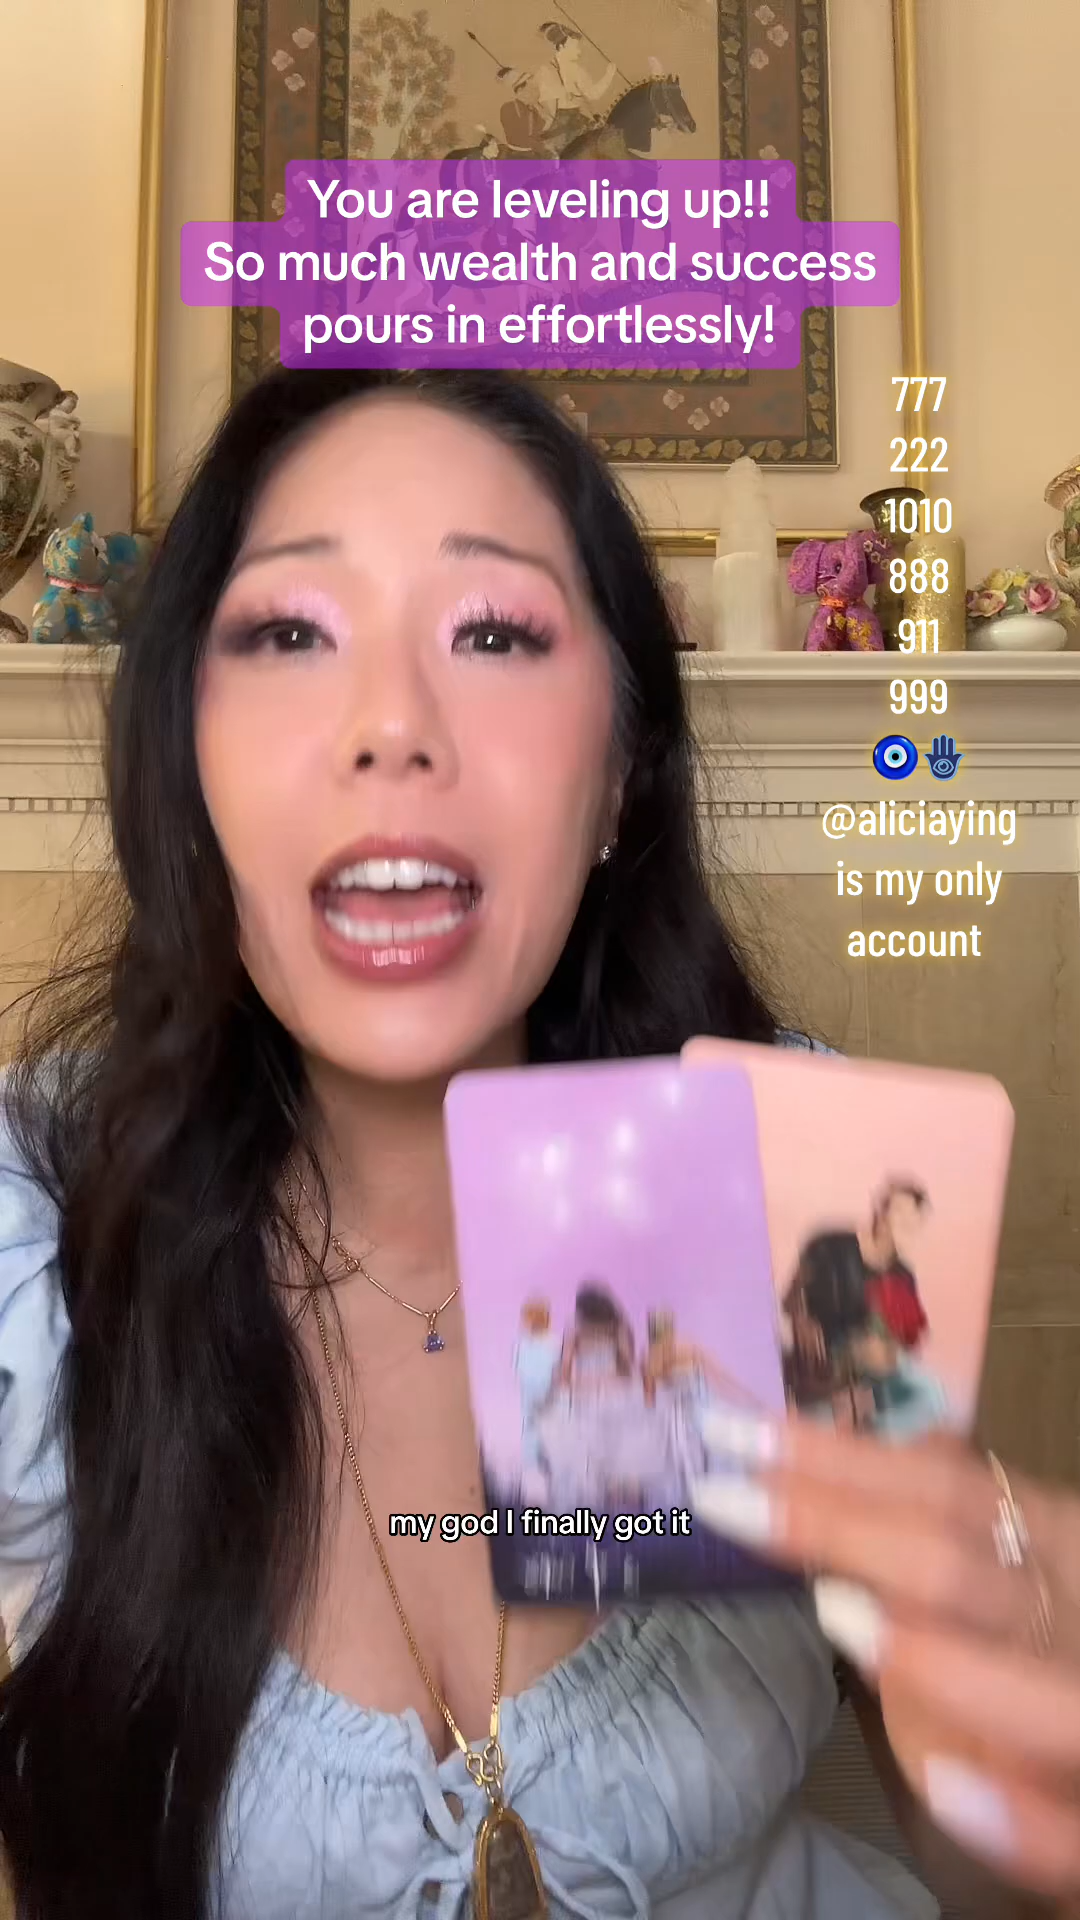 You are leveling up!!
So much wealth and success
pours in effortlessly!
777
222
1010
888
911
999
@aliciaying
is my only
account
my god I finally got it